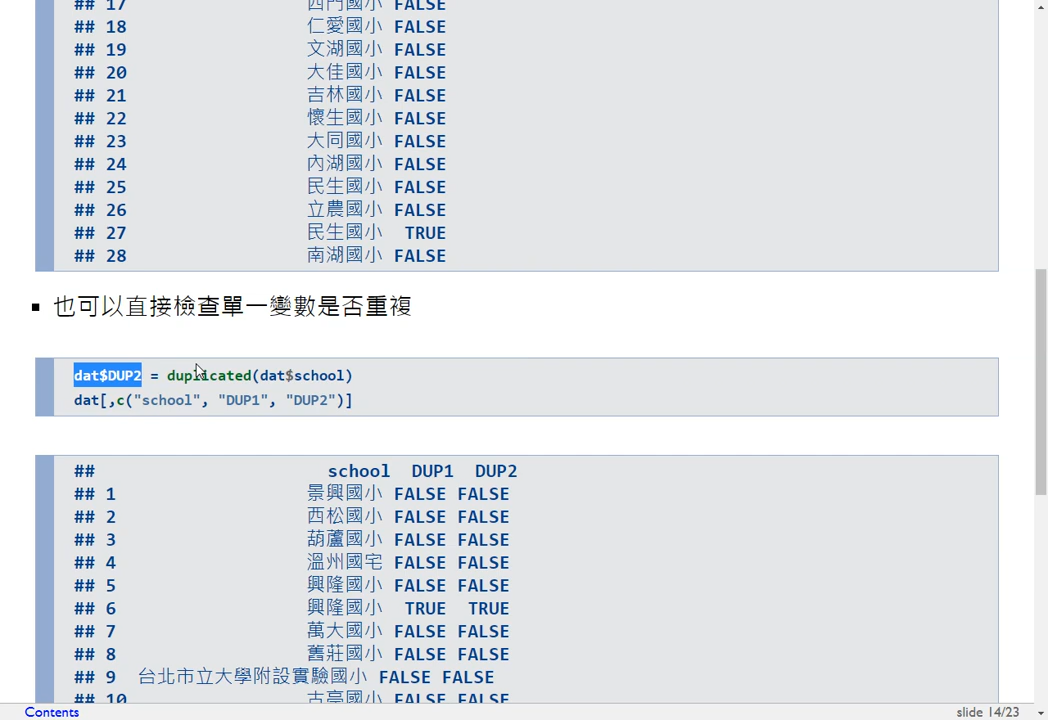 ## 17 西門國小 FALSE
## 18 仁愛國小 FALSE
## 19 文湖國小 FALSE
## 20 大佳國小 FALSE
## 21 吉林國小 FALSE
## 22 懷生國小 FALSE
## 23 大同國小 FALSE
## 24 內湖國小 FALSE
## 25 民生國小 FALSE
## 26 立農國小 FALSE
## 27 民生國小 TRUE
## 28 南湖國小 FALSE
也可以直接檢查單一變數是否重複
dat$DUP2 = duplicated(dat$school)
dat[,c("school", "DUP1", "DUP2")]
## school DUP1 DUP2
## 1 景興國小 FALSE FALSE
## 2 西松國小 FALSE FALSE
## 3 葫蘆國小 FALSE FALSE
## 4 溫州國宅 FALSE FALSE
## 5 興隆國小 FALSE FALSE
## 6 興隆國小 TRUE TRUE
## 7 萬大國小 FALSE FALSE
## 8 舊莊國小 FALSE FALSE
## 9 台北市立大學附設實驗國小 FALSE FALSE
## 10 古亭國小 FALSE FALSE
Contents
slide 14/23